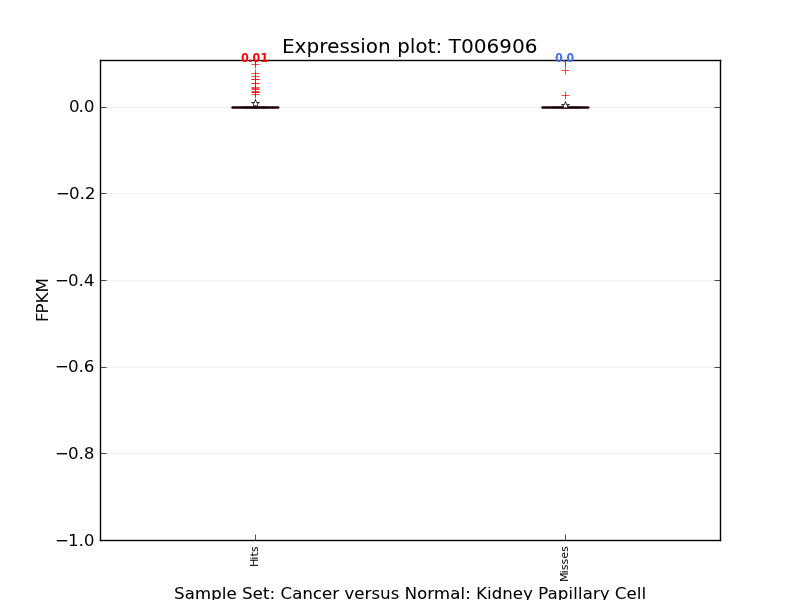 Expression plot: T006906
0.01
0.0
0.0
−0.2
−0.4
−0.6
−0.8
−1.0
FPKM
Hits
Misses
Sample Set: Cancer versus Normal: Kidney Papillary Cell